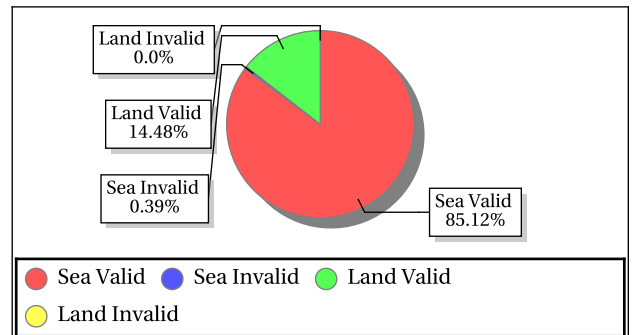 Land Invalid
0.0%
Land Valid
14.48%
Sea Invalid
0.39%
Sea Valid
85.12%
Sea Valid Sea Invalid Land Valid
Land Invalid